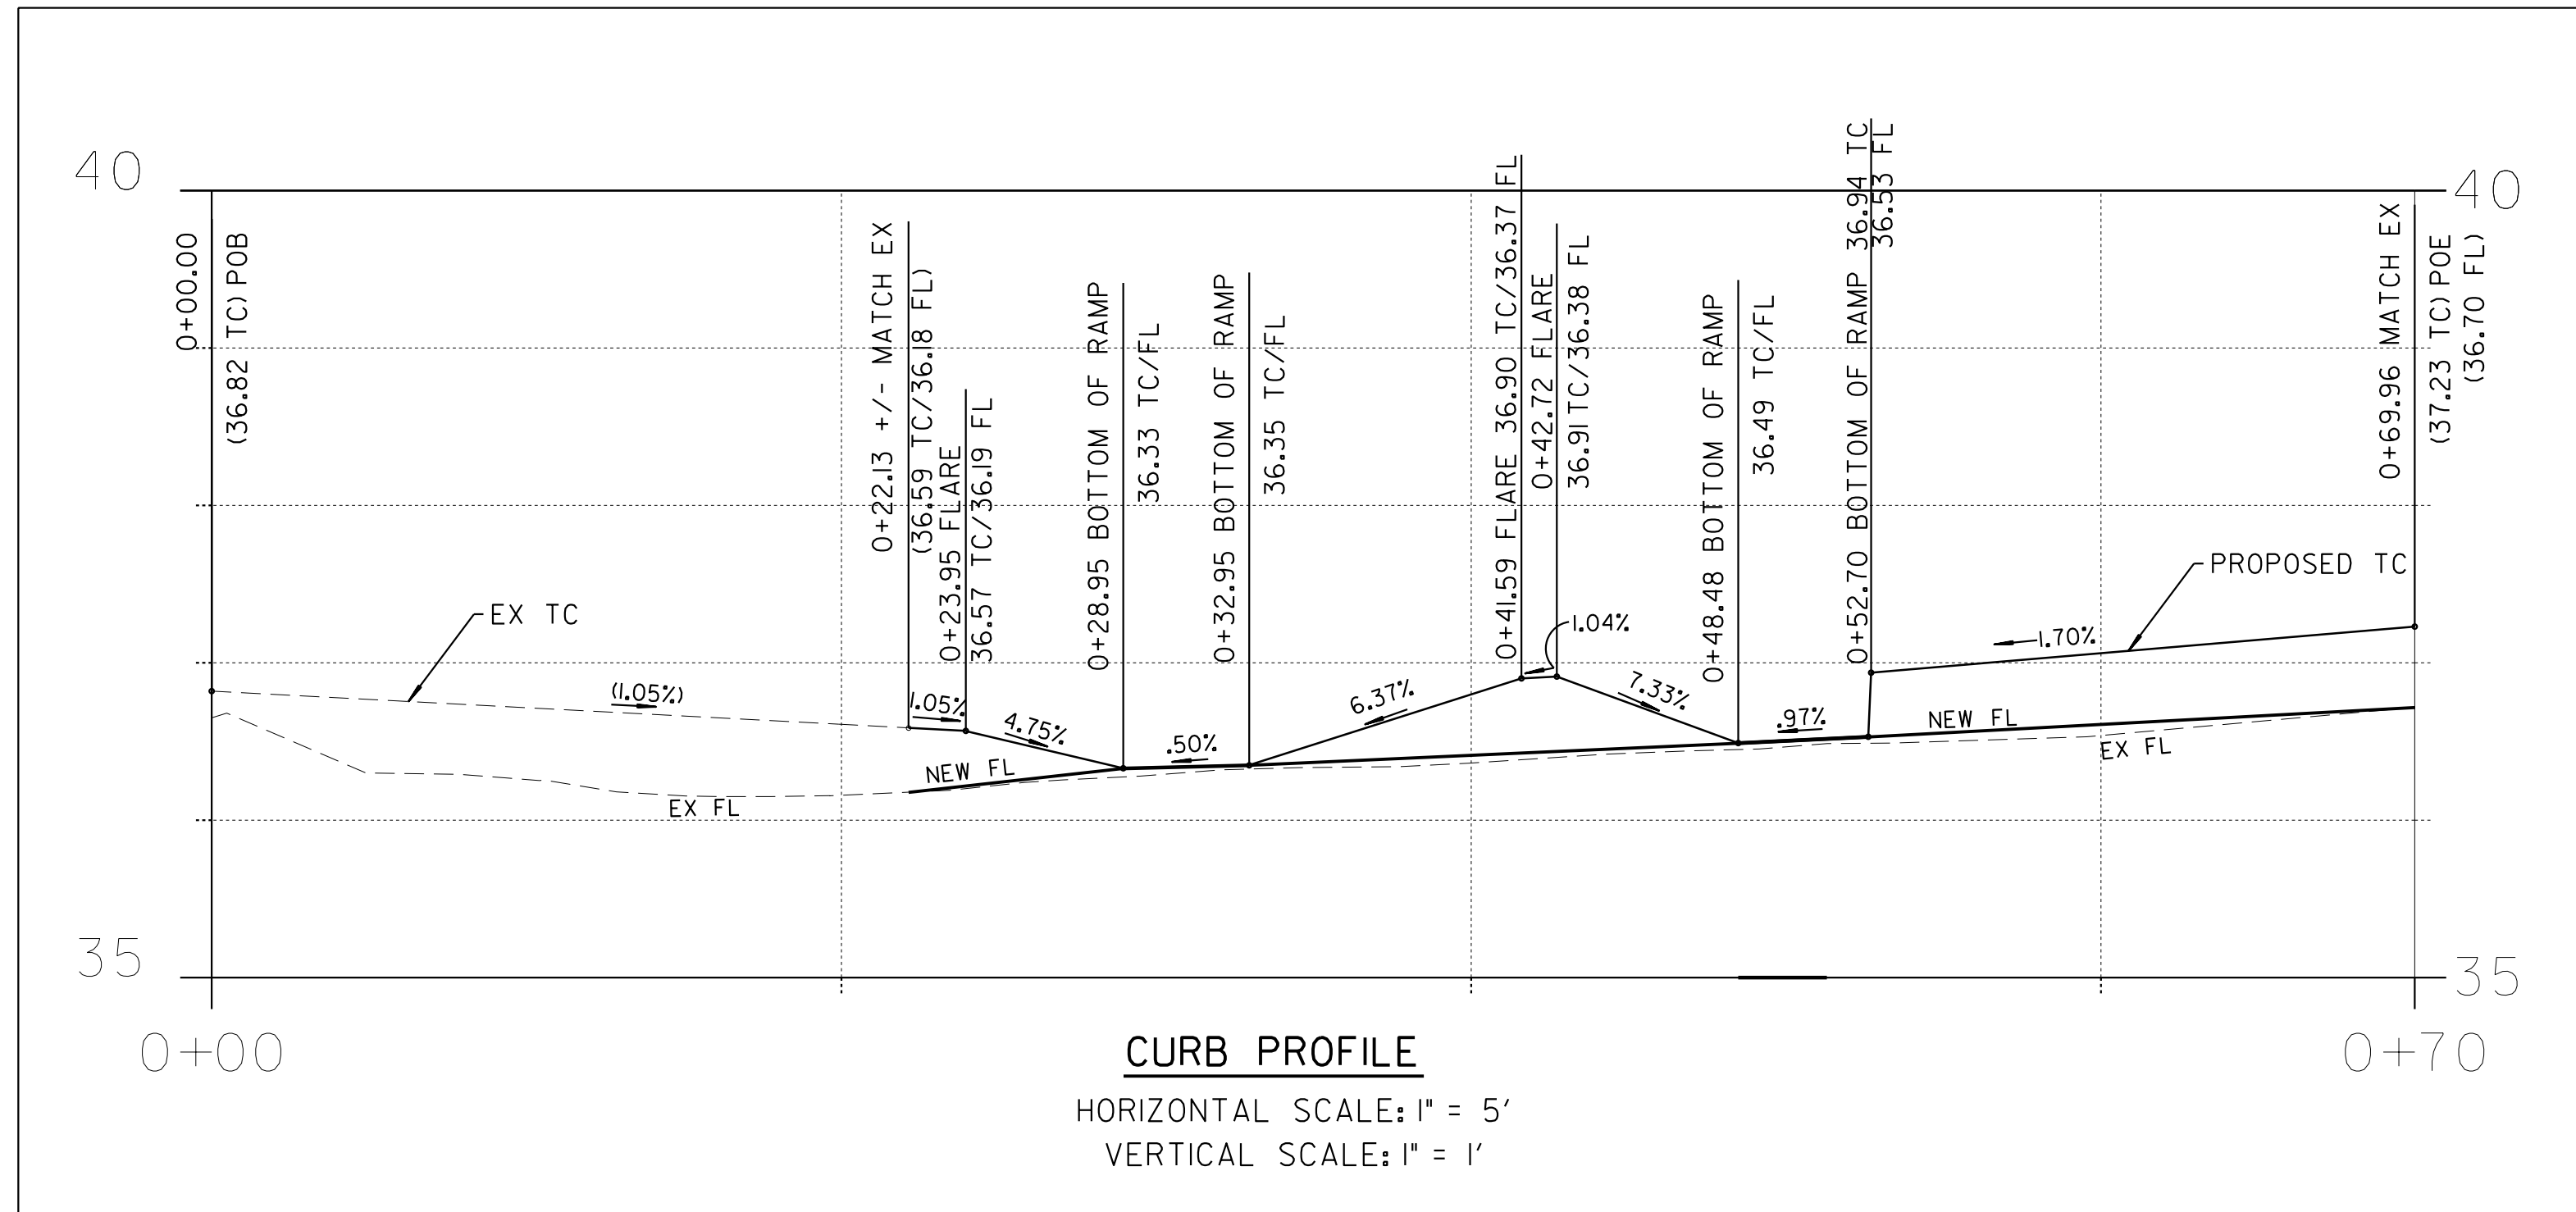 40
40
0+00.00
(36.82 TC) POB
0+22.13 +/- MATCH EX
(36.59 TC/36.18 FL)
0+23.95 FLARE
36.57 TC/36.19 FL
0+28.95 BOTTOM OF RAMP
36.33 TC/FL
0+32.95 BOTTOM OF RAMP
36.35 TC/FL
0+41.59 FLARE 36.90 TC/36.37 FL
0+42.72 FLARE
36.91 TC/36.38 FL
0+48.48 BOTTOM OF RAMP
36.49 TC/FL
0+52.70 BOTTOM OF RAMP 36.94 TC
36.53 FL
0+69.96 MATCH EX
(37.23 TC) POE
(36.70 FL)
EX TC
PROPOSED TC
(1.05%)
1.05%
4.75%
.50%
6.37%
1.04%
7.33%
.97%
1.70%
NEW FL
NEW FL
EX FL
EX FL
35
35
0+00
0+70
CURB PROFILE
HORIZONTAL SCALE: 1" = 5'
VERTICAL SCALE: 1" = 1'